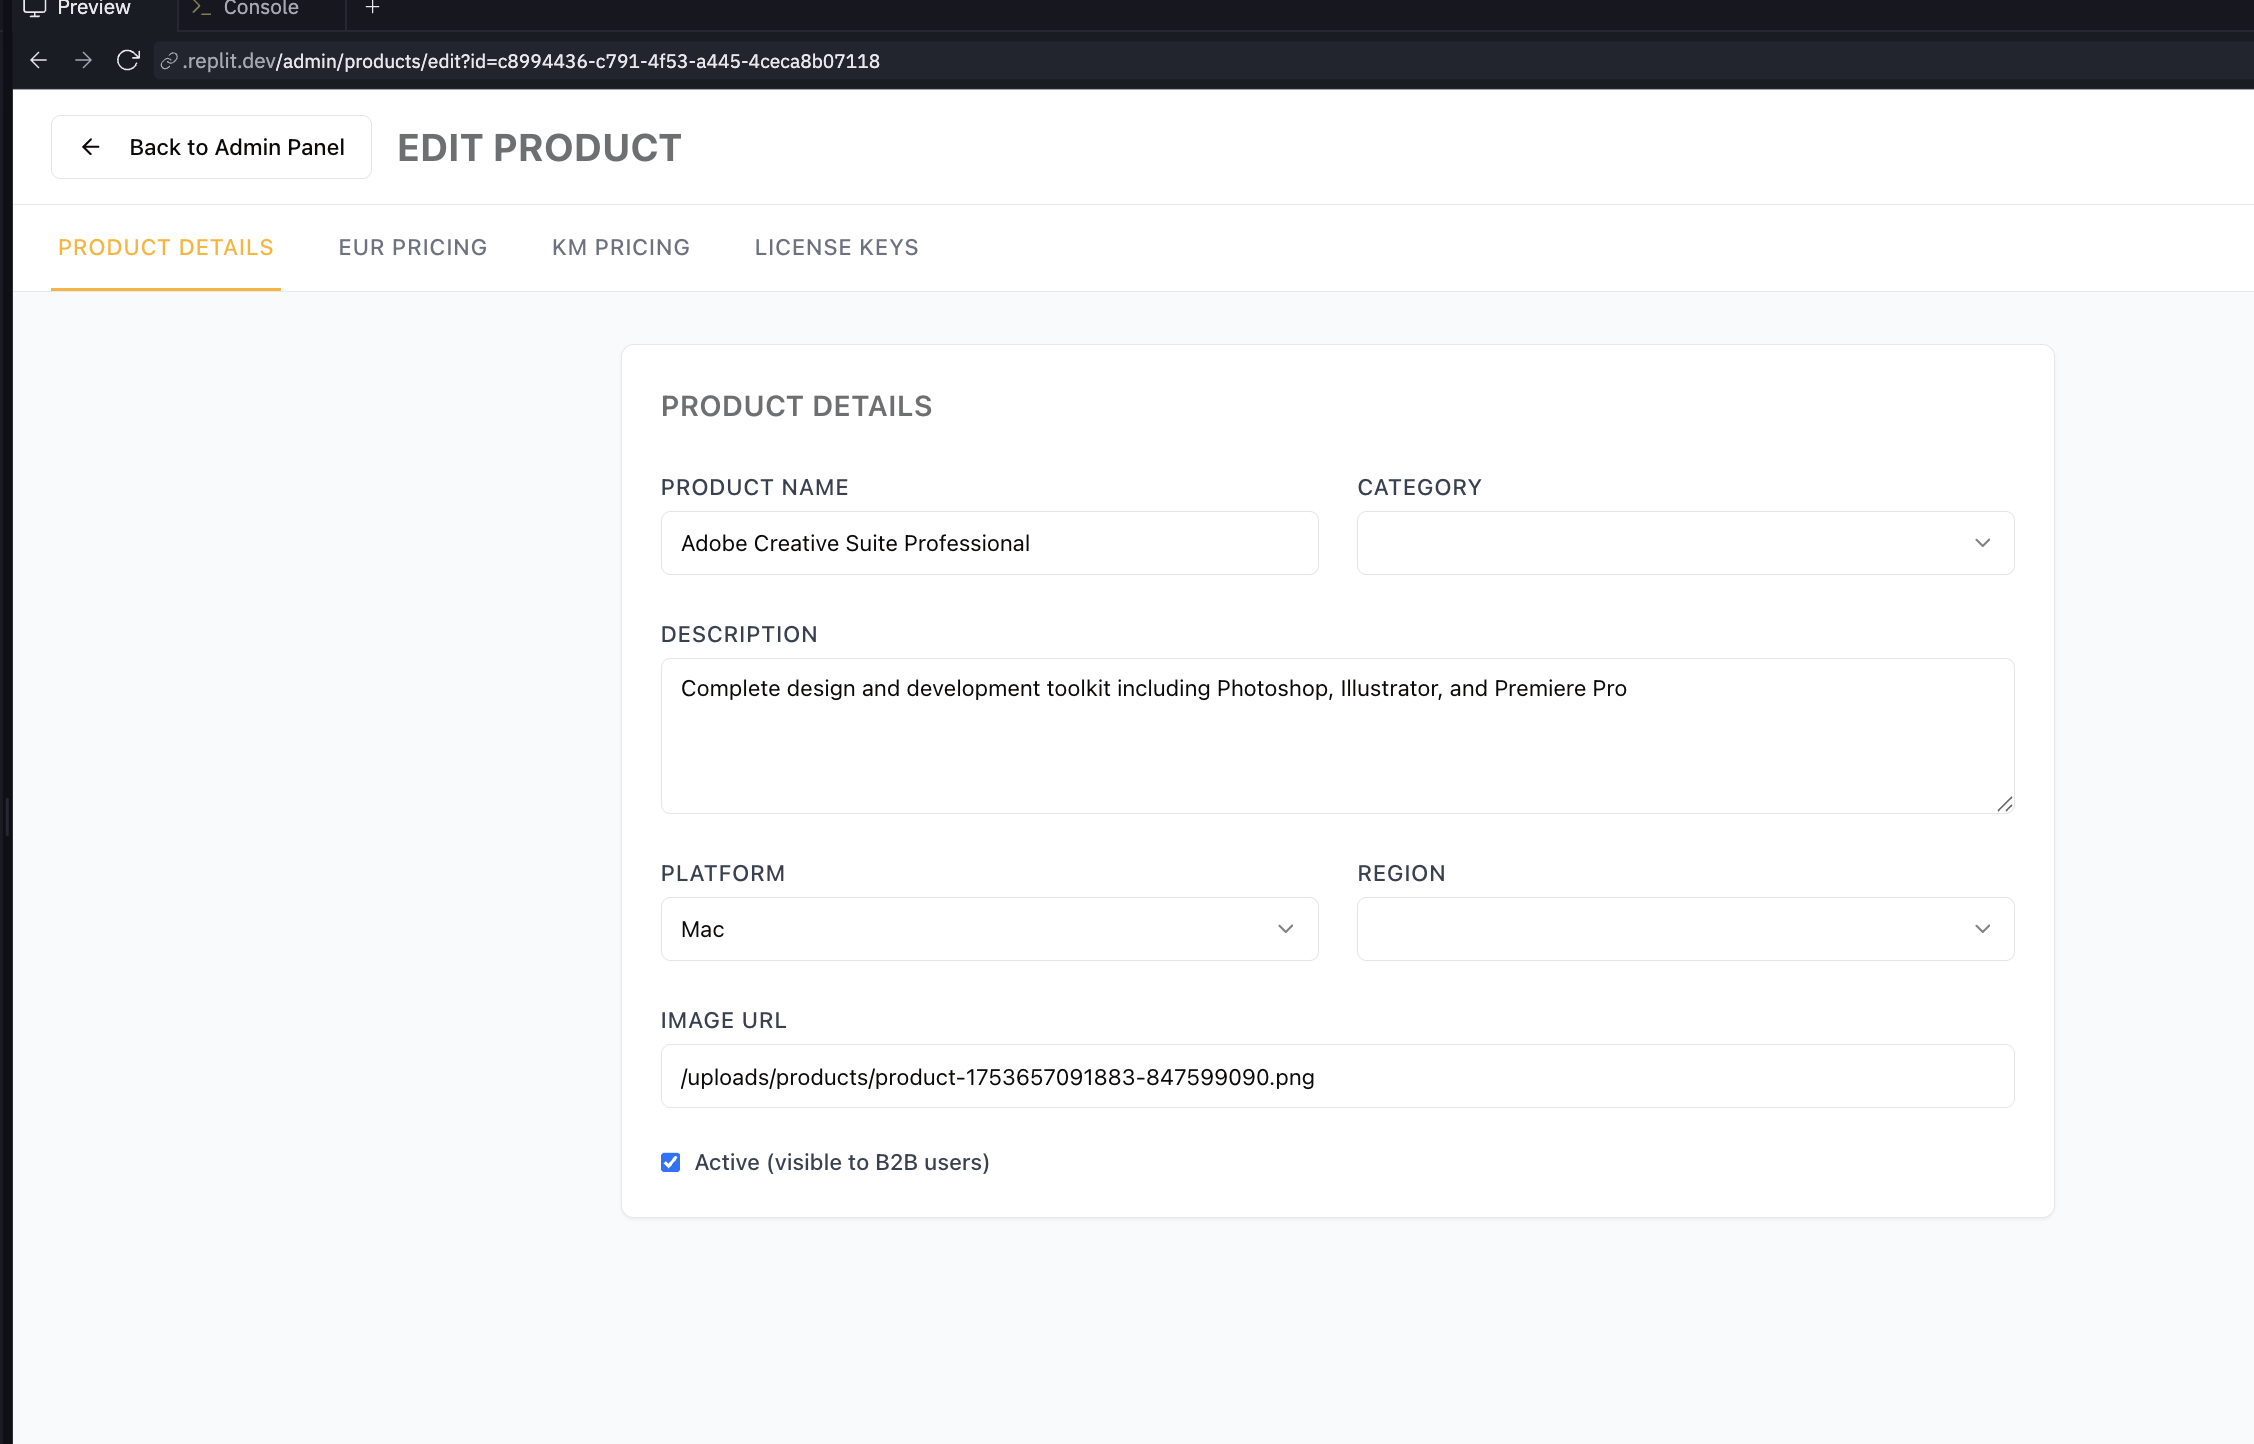 Preview
Console
.replit.dev/admin/products/edit?id=c8994436-c791-4f53-a445-4ceca8b07118
Back to Admin Panel
EDIT PRODUCT
PRODUCT DETAILS
EUR PRICING
KM PRICING
LICENSE KEYS
PRODUCT DETAILS
PRODUCT NAME
CATEGORY
Adobe Creative Suite Professional
DESCRIPTION
Complete design and development toolkit including Photoshop, Illustrator, and Premiere Pro
PLATFORM
REGION
Mac
IMAGE URL
/uploads/products/product-1753657091883-847599090.png
Active (visible to B2B users)